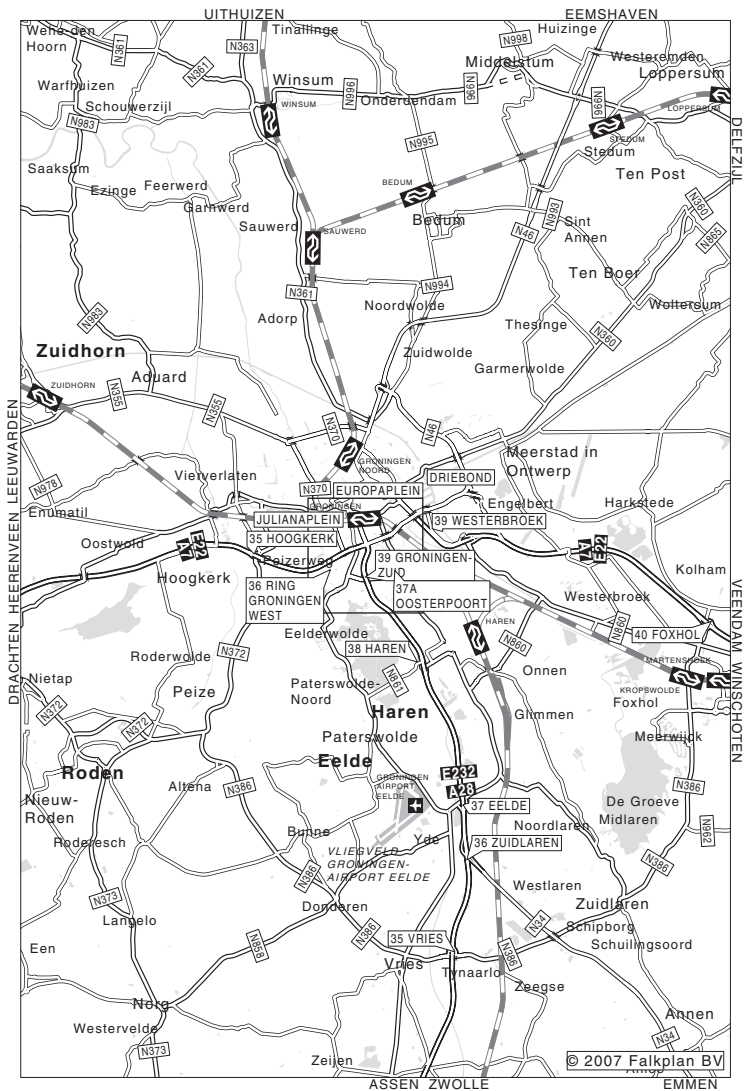 UITHUIZEN
EEMSHAVEN
Wehe-den
Hoorn
N361
N361
N363
Tinallinge
N998
Huizinge
Middelstum
Westeremden
Loppersum
Warfhuizen
Winsum
WINSUM
N996
Onderdendam
N996
N996
LOPPERSUM
Schouwerzijl
N983
N995
STEDUM
Stedum
DELFZIJL
Saaksum
Ezinge
Feerwerd
Garnwerd
BEDUM
Bedum
Ten Post
Sauwerd
SAUWERD
N993
N46
Sint
Annen
N360
N865
N361
N994
Ten Boer
N983
Adorp
Noordwolde
Woltersum
Thesinge
N360
Zuidhorn
Zuidwolde
Garmerwolde
ZUIDHORN
Aduard
N355
N355
N370
N46
Meerstad in
Ontwerp
GRONINGEN
NOORD
DRIEBOND
Vierverlaten
N978
N370
EUROPAPLEIN
Engelbert
Harkstede
Enumatil
GRONINGEN
JULIANAPLEIN
39 WESTERBROEK
Oostwold
A7
E22
35 HOOGKERK
A7
E22
Peizerweg
39 GRONINGEN-
ZUID
Kolham
Hoogkerk
36 RING
GRONINGEN
WEST
37A
OOSTERPOORT
Westerbroek
DRACHTEN HEERENVEEN LEEUWARDEN
VEENDAM WINSCHOTEN
Eelderwolde
HAREN
N860
N860
40 FOXHOL
38 HAREN
Roderwolde
N372
MARTENSHOEK
Onnen
Nietap
N861
KROPSWOLDE
Peize
Paterswolde-
Noord
Foxhol
N372
N372
Haren
Glimmen
Paterswolde
Meerwijck
Roden
Eelde
E232
A28
GRONINGEN
AIRPORT
EELDE
Altena
N386
N386
Nieuw-
Roden
37 EELDE
De Groeve
Midlaren
Bunne
Yde
Noordlaren
N962
Roderesch
VLIEGVELD
GRONINGEN-
AIRPORT EELDE
36 ZUIDLAREN
N386
N386
N373
Westlaren
Donderen
Zuidlaren
Langelo
N34
Schipborg
Schuilingsoord
Een
N858
N386
35 VRIES
N386
Vries
Tynaarlo
Zeegse
Norg
Annen
Westervelde
N34
N373
Zeijen
© 2007 Falkplan BV
ASSEN ZWOLLE
EMMEN